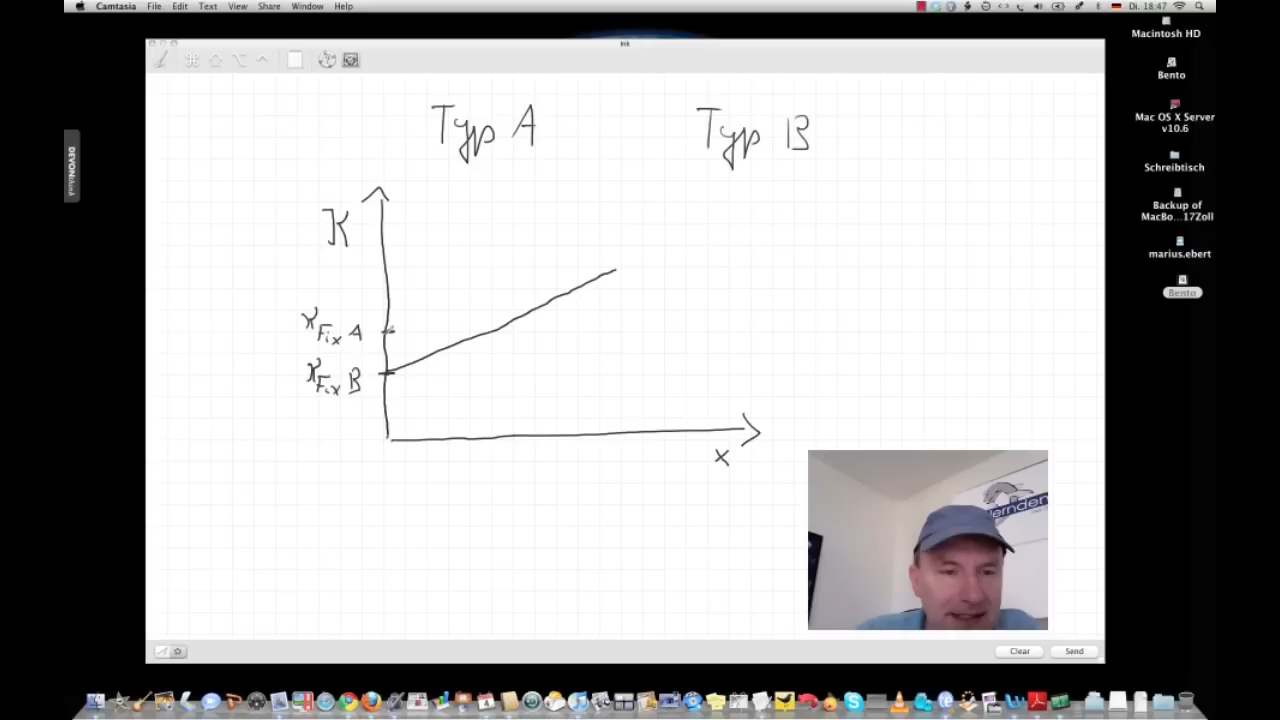 Camtasia File Edit Text View Share Window Help
Di. 18:47
Ink
Macintosh HD
Bento
Mac OS X Server
v10.6
Schreibtisch
Backup of
MacBo...17Zoll
marius.ebert
Bento
Typ A Typ B
K
K Fix A
K Fix B
x
Clear Send